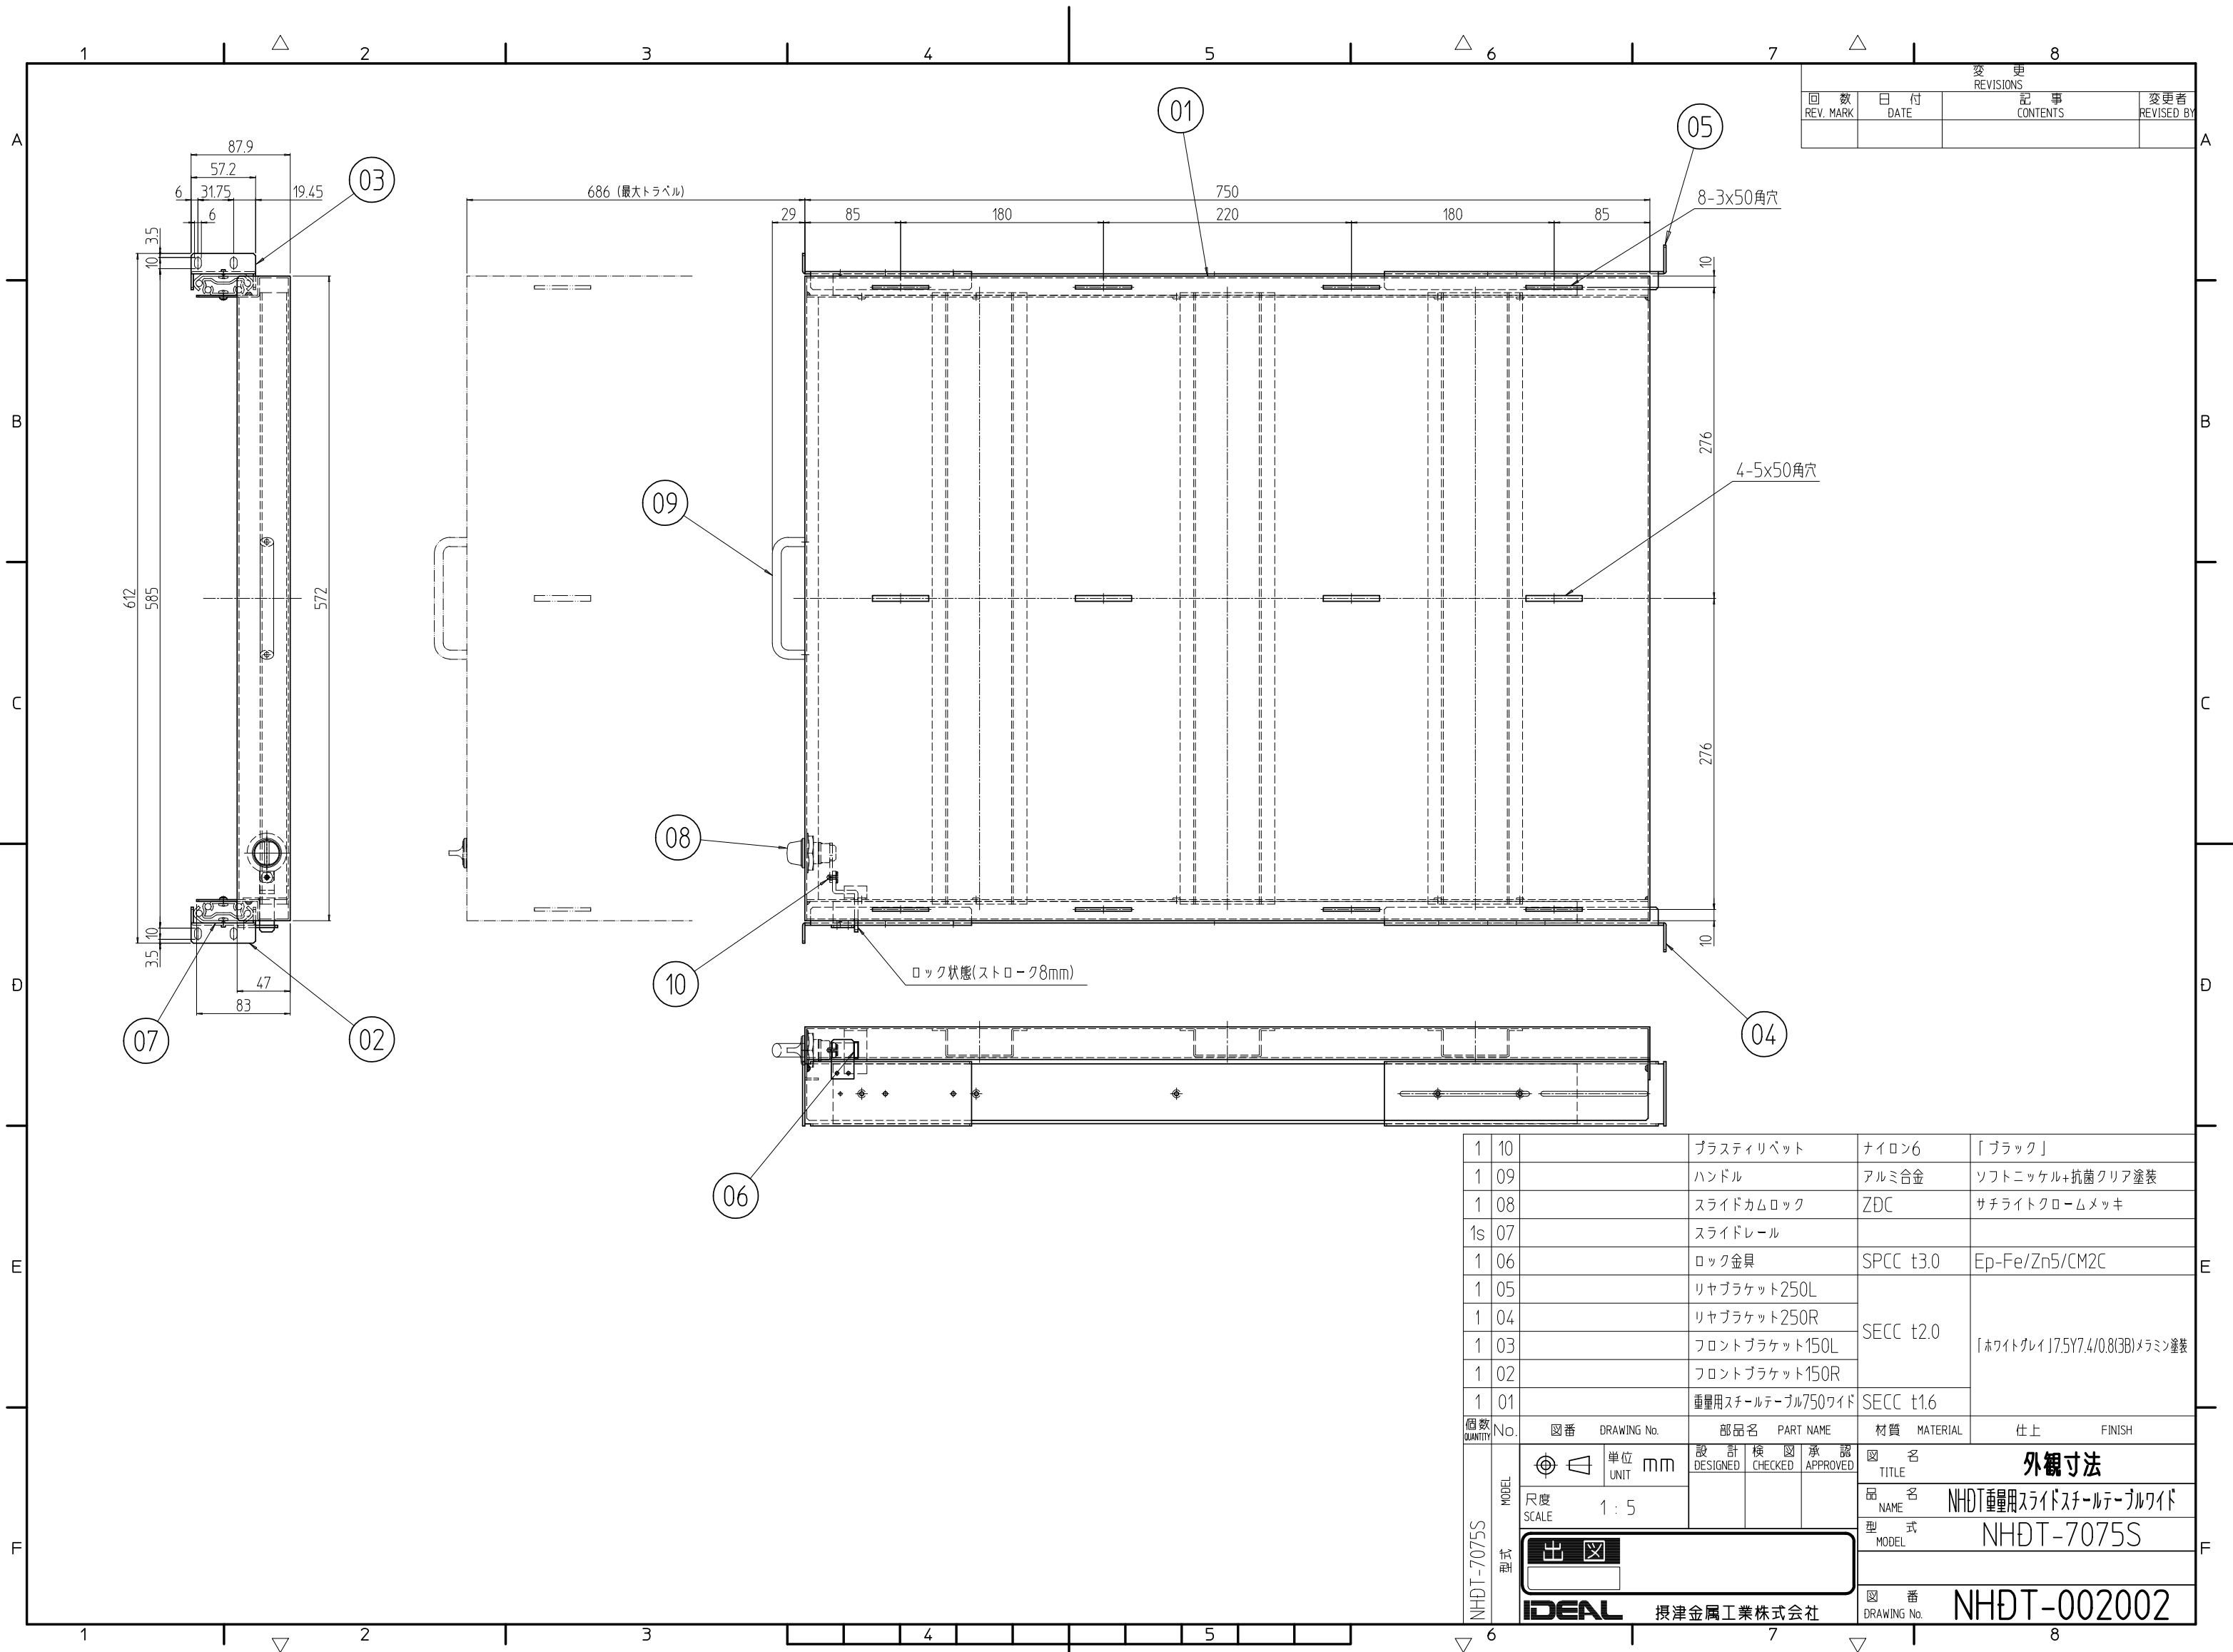 1 2 3 4 5 6 7 8
変更
REVISIONS
回数 日付 記事 変更者
REV. MARK DATE CONTENTS REVISED BY
A A
B B
C C
D D
E E
F F
01
05
03
87.9
57.2
6 31.75 19.45
6
3.5
10
686 (最大トラベル)
750
29 85 180 220 180 85
8-3x50角穴
10
276
4-5x50角穴
09
612
585
572
276
08
10
10
3.5
ロック状態(ストローク8mm)
10
47
83
07
02
04
06
1 10 プラスティリベット ナイロン6 「ブラック」
1 09 ハンドル アルミ合金 ソフトニッケル+抗菌クリア塗装
1 08 スライドカムロック ZDC サチライトクロームメッキ
1s 07 スライドレール
1 06 ロック金具 SPCC t3.0 Ep-Fe/Zn5/CM2C
1 05 リヤブラケット250L
1 04 リヤブラケット250R
SECC t2.0
1 03 フロントブラケット150L
「ホワイトグレイ」7.5Y7.4/0.8(3B)メラミン塗装
1 02 フロントブラケット150R
1 01 重量用スチールテーブル750ワイド SECC t1.6
個数 No. 図番 DRAWING No. 部品名 PART NAME 材質 MATERIAL 仕上 FINISH
QUANTITY
単位 mm
UNIT
設計 検図 承認
DESIGNED CHECKED APPROVED
図名
TITLE
外観寸法
尺度
SCALE
1 : 5
品名
NAME
NHDT重量用スライドスチールテーブルワイド
型式
MODEL
NHDT-7075S
NHDT-7075S
型式 MODEL
出図
IDEAL 摂津金属工業株式会社
図番
DRAWING No.
NHDT-002002
1 2 3 4 5 6 7 8